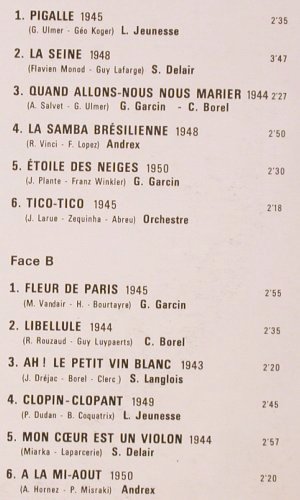 1. PIGALLE 1945 2'35
(G. Ulmer - Géo Koger) L. Jeunesse
2. LA SEINE 1948 3'47
(Flavien Monod - Guy Lafarge) S. Delair
3. QUAND ALLONS-NOUS NOUS MARIER 1944 2'27
(A. Salvet - G. Ulmer) G. Garcin - C. Borel
4. LA SAMBA BRÉSILIENNE 1948 2'50
(R. Vinci - F. Lopez) Andrex
5. ÉTOILE DES NEIGES 1950 2'30
(J. Plante - Franz Winkler) G. Garcin
6. TICO-TICO 1945 2'18
(J. Larue - Zequinha - Abreu) Orchestre
Face B
1. FLEUR DE PARIS 1945 2'55
(M. Vandair - H. - Bourtayre) G. Garcin
2. LIBELLULE 1944 2'35
(R. Rouzaud - Guy Luypaerts) C. Borel
3. AH ! LE PETIT VIN BLANC 1943 2'20
(J. Dréjac - Borel - Clerc) S. Langlois
4. CLOPIN-CLOPANT 1949 2'45
(P. Dudan - B. Coquatrix) L. Jeunesse
5. MON CŒUR EST UN VIOLON 1944 2'57
(Miarka - Laparcerie) S. Delair
6. A LA MI-AOUT 1950 2'20
(A. Hornez - P. Misraki) Andrex